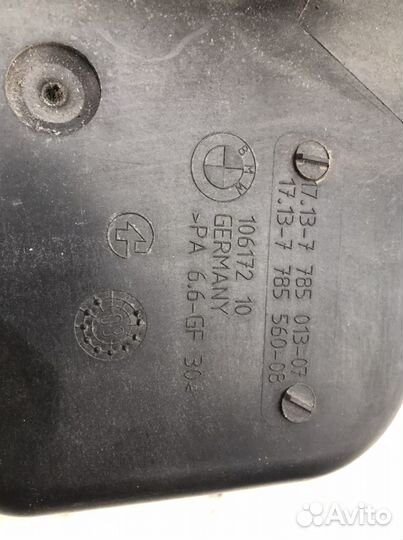 BMW
106172 10
GERMANY
>PA 6.6-GF 30<
17.13-7 785 013-07
17.13-7 785 560-08
4
Avito